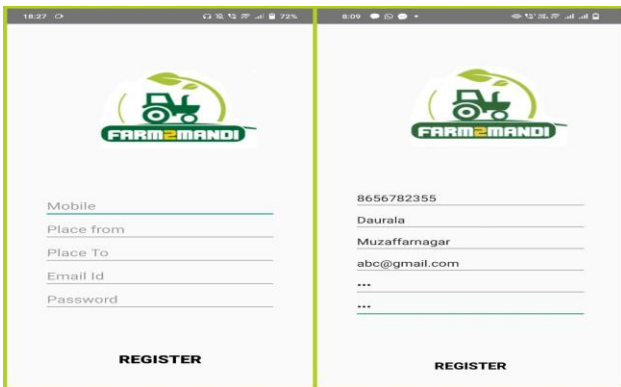 18:27
72%
FARM2MANDI
Mobile
Place from
Place To
Email Id
Password
REGISTER
8:09
FARM2MANDI
8656782355
Daurala
Muzaffarnagar
abc@gmail.com
•••
•••
REGISTER